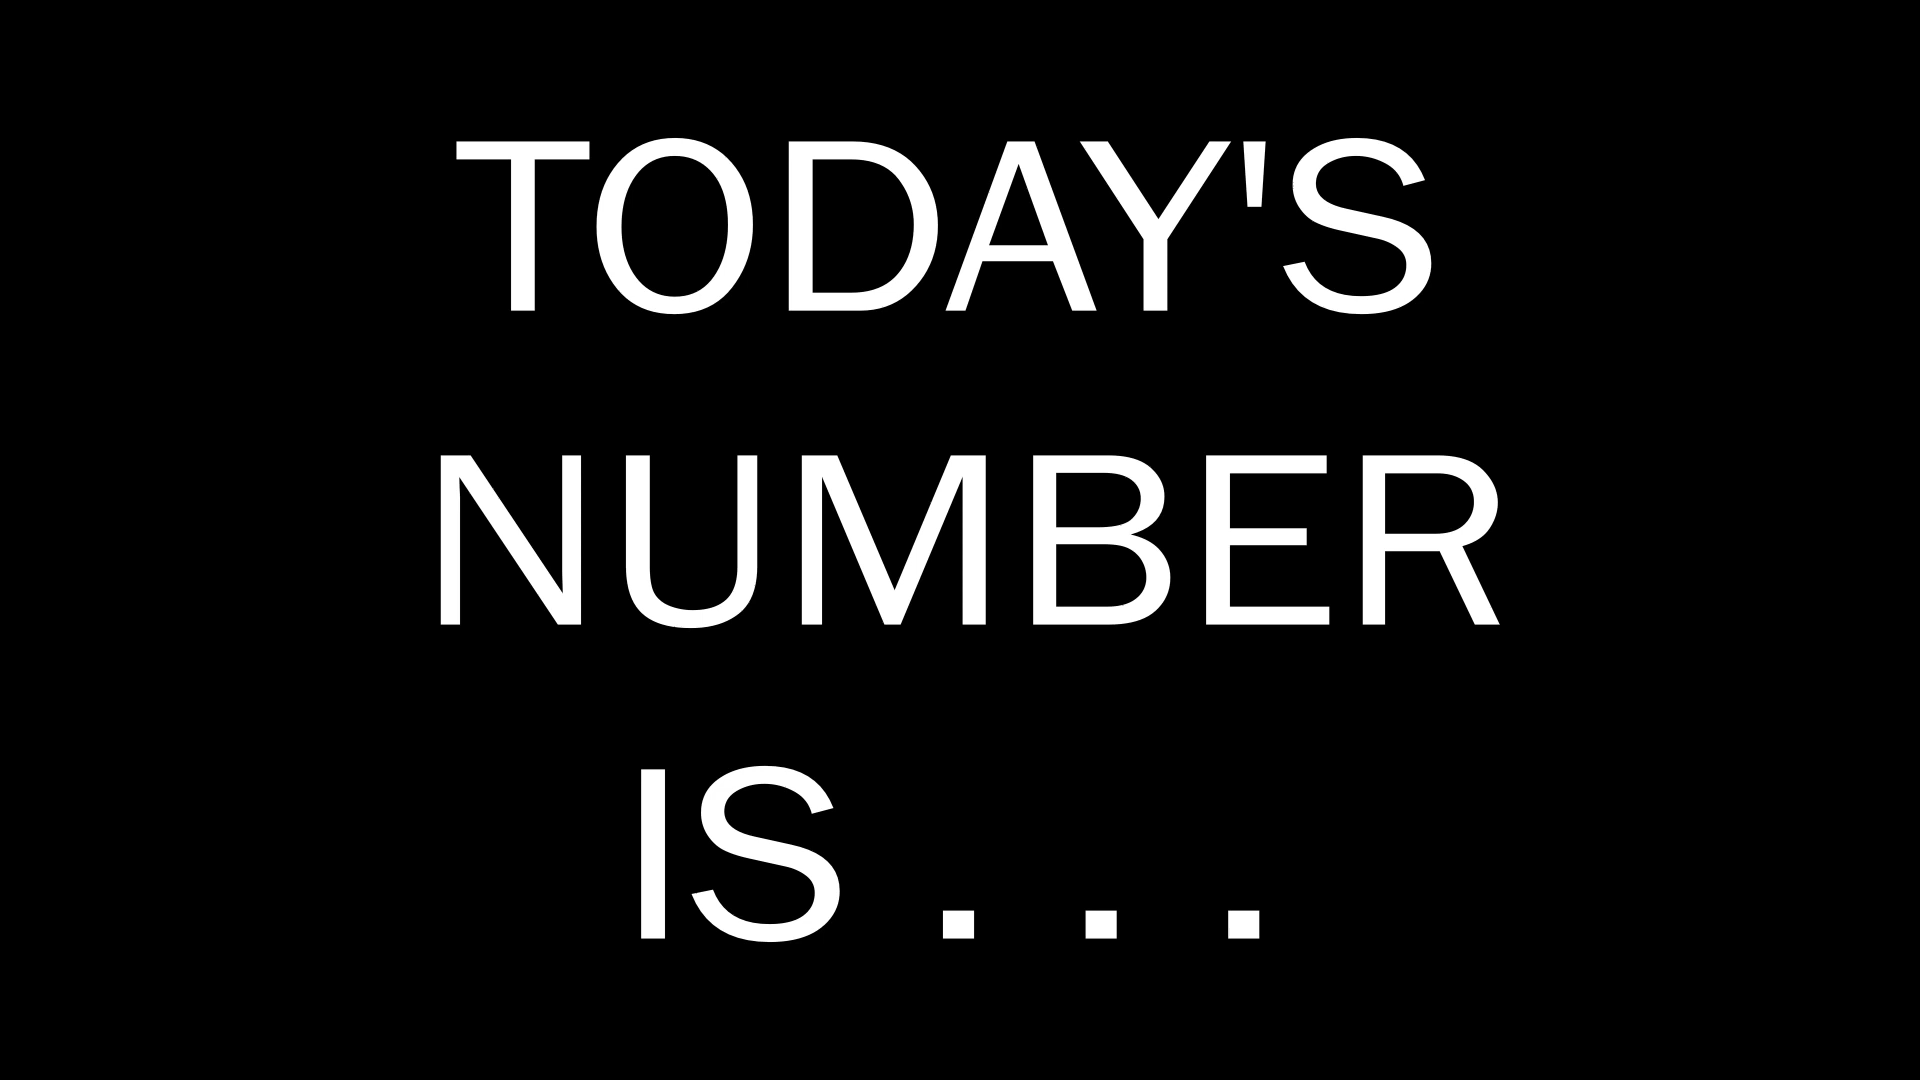 TODAY'S
NUMBER
IS . . .